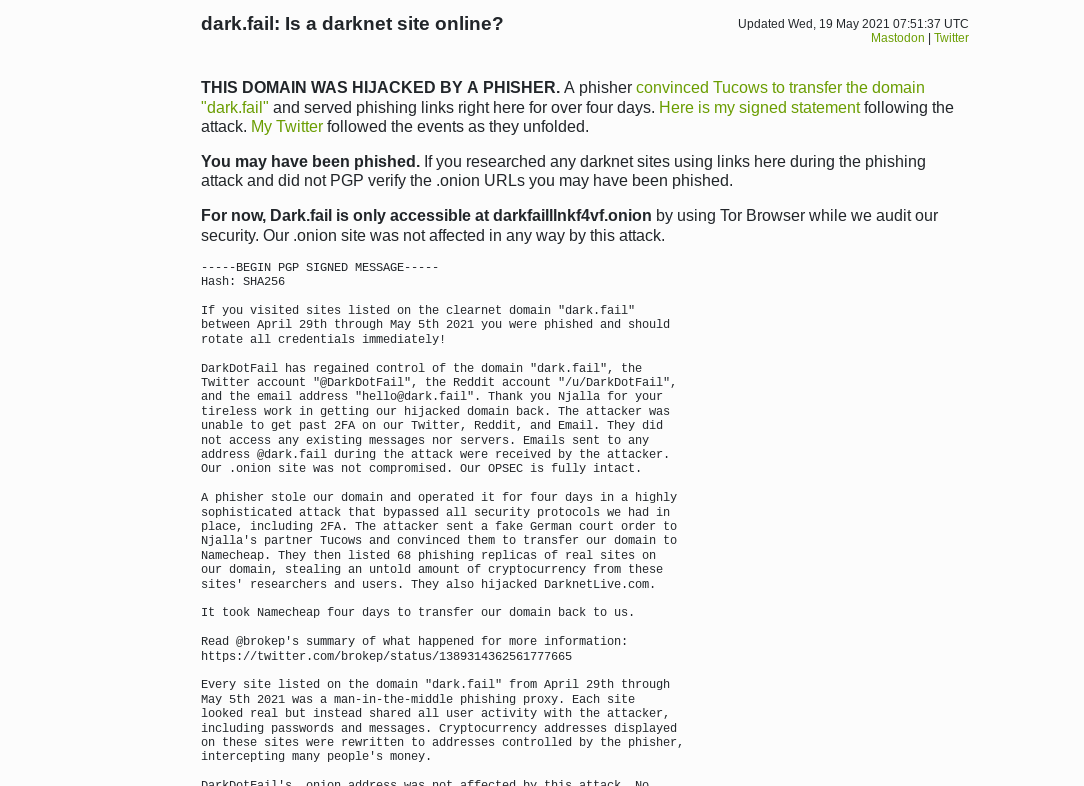 dark.fail: Is a darknet site online?
Updated Wed, 19 May 2021 07:51:37 UTC
Mastodon | Twitter
THIS DOMAIN WAS HIJACKED BY A PHISHER. A phisher convinced Tucows to transfer the domain
"dark.fail" and served phishing links right here for over four days. Here is my signed statement following the
attack. My Twitter followed the events as they unfolded.
You may have been phished. If you researched any darknet sites using links here during the phishing
attack and did not PGP verify the .onion URLs you may have been phished.
For now, Dark.fail is only accessible at darkfailllnkf4vf.onion by using Tor Browser while we audit our
security. Our .onion site was not affected in any way by this attack.
-----BEGIN PGP SIGNED MESSAGE-----
Hash: SHA256
If you visited sites listed on the clearnet domain "dark.fail"
between April 29th through May 5th 2021 you were phished and should
rotate all credentials immediately!
DarkDotFail has regained control of the domain "dark.fail", the
Twitter account "@DarkDotFail", the Reddit account "/u/DarkDotFail",
and the email address "hello@dark.fail". Thank you Njalla for your
tireless work in getting our hijacked domain back. The attacker was
unable to get past 2FA on our Twitter, Reddit, and Email. They did
not access any existing messages nor servers. Emails sent to any
address @dark.fail during the attack were received by the attacker.
Our .onion site was not compromised. Our OPSEC is fully intact.
A phisher stole our domain and operated it for four days in a highly
sophisticated attack that bypassed all security protocols we had in
place, including 2FA. The attacker sent a fake German court order to
Njalla's partner Tucows and convinced them to transfer our domain to
Namecheap. They then listed 68 phishing replicas of real sites on
our domain, stealing an untold amount of cryptocurrency from these
sites' researchers and users. They also hijacked DarknetLive.com.
It took Namecheap four days to transfer our domain back to us.
Read @brokep's summary of what happened for more information:
https://twitter.com/brokep/status/1389314362561777665
Every site listed on the domain "dark.fail" from April 29th through
May 5th 2021 was a man-in-the-middle phishing proxy. Each site
looked real but instead shared all user activity with the attacker,
including passwords and messages. Cryptocurrency addresses displayed
on these sites were rewritten to addresses controlled by the phisher,
intercepting many people's money.
DarkDotFail's .onion address was not affected by this attack. No